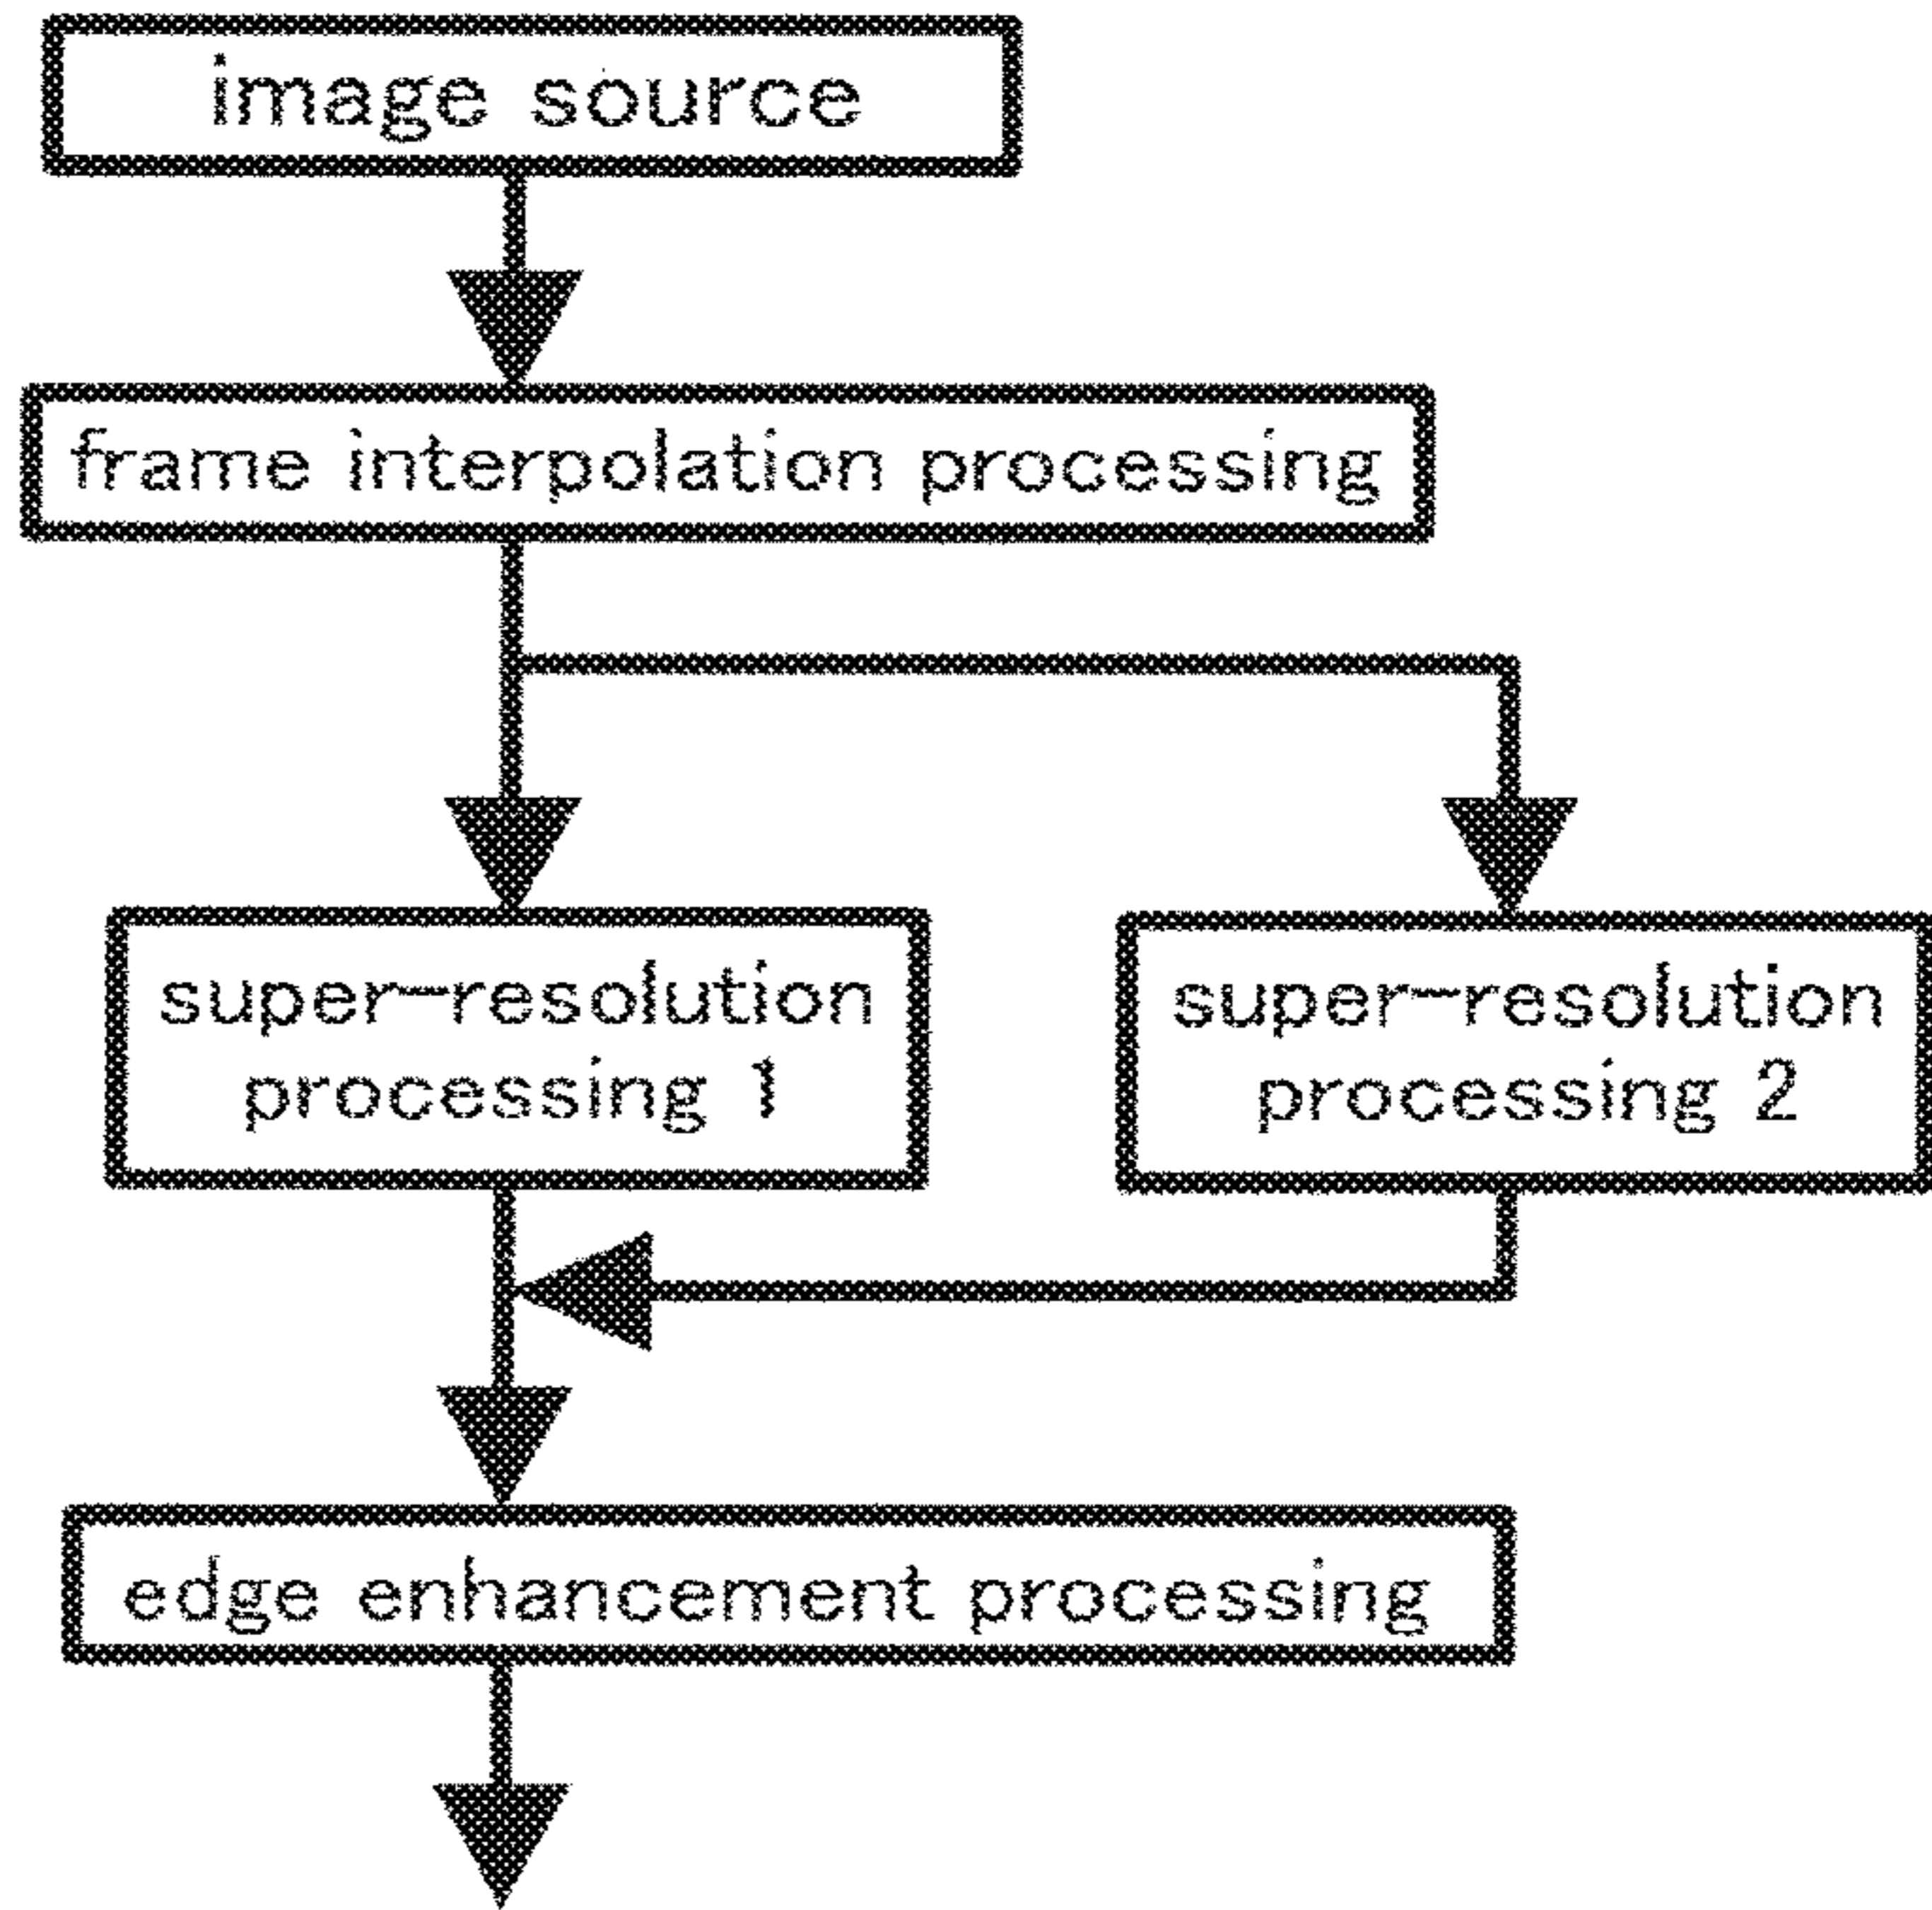 image source
frame interpolation processing
super-resolution
processing 1
super-resolution
processing 2
edge enhancement processing